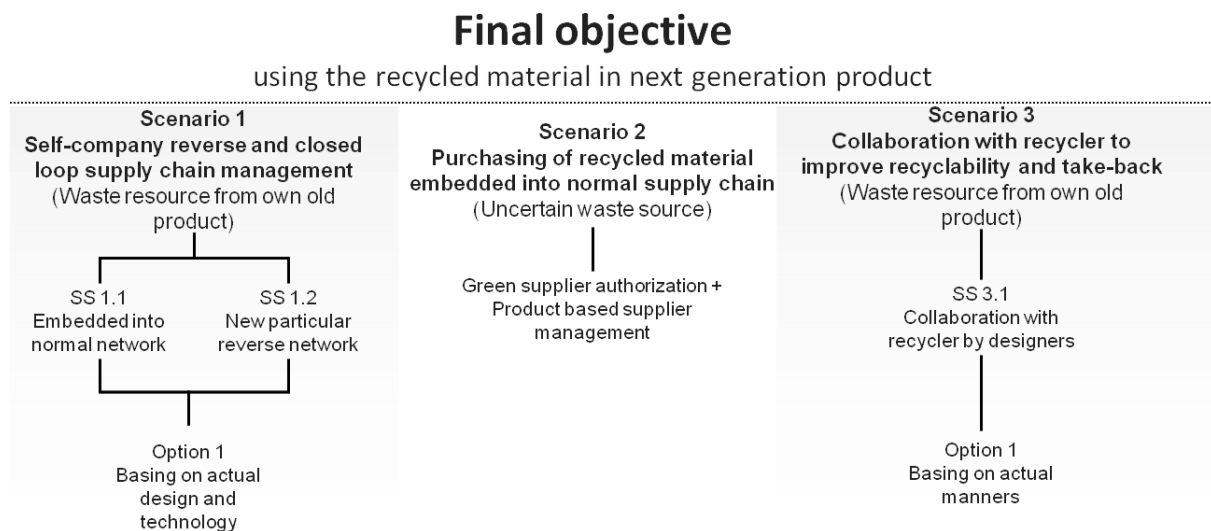 Final objective
using the recycled material in next generation product
Scenario 1
Self-company reverse and closed
loop supply chain management
(Waste resource from own old
product)
SS 1.1
Embedded into
normal network
SS 1.2
New particular
reverse network
Option 1
Basing on actual
design and
technology
Scenario 2
Purchasing of recycled material
embedded into normal supply chain
(Uncertain waste source)
Green supplier authorization +
Product based supplier
management
Scenario 3
Collaboration with recycler to
improve recyclability and take-back
(Waste resource from own old
product)
SS 3.1
Collaboration with
recycler by designers
Option 1
Basing on actual
manners